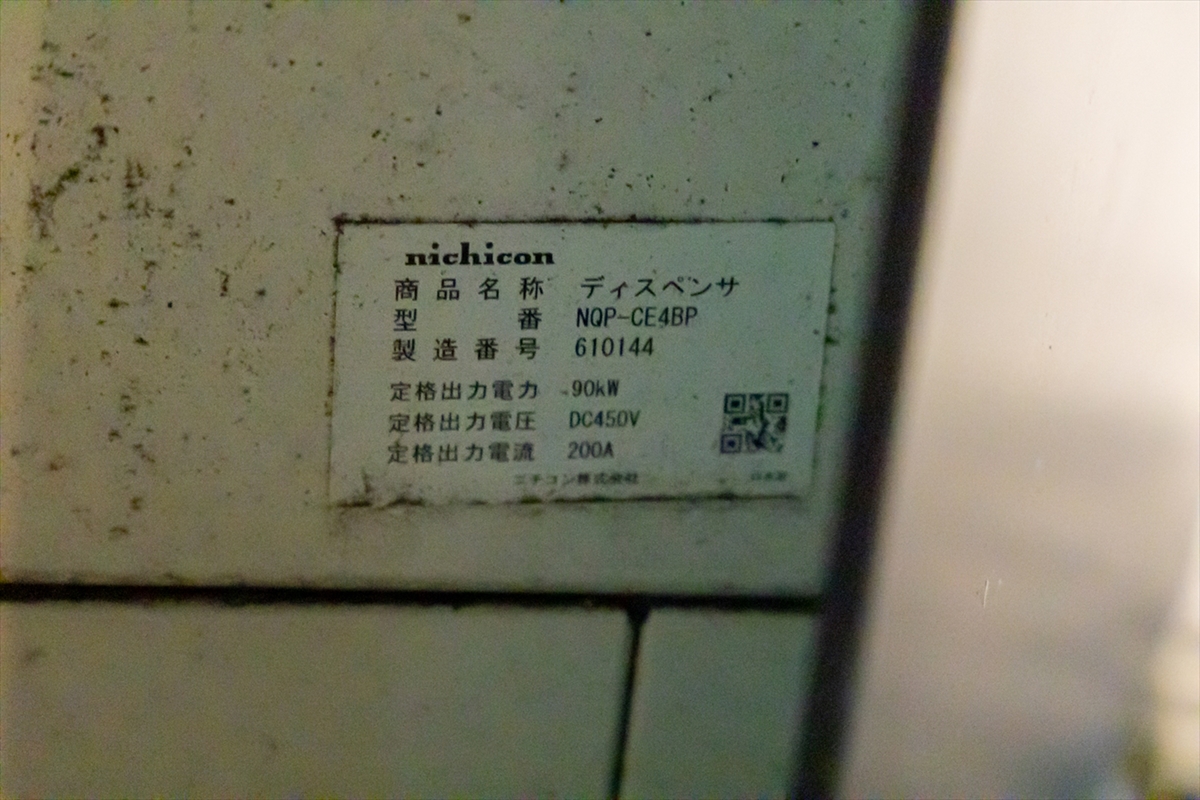 nichicon
商品名称 ディスペンサ
型番 NQP-CE4BP
製造番号 610144
定格出力電力 90kW
定格出力電圧 DC450V
定格出力電流 200A
ニチコン株式会社